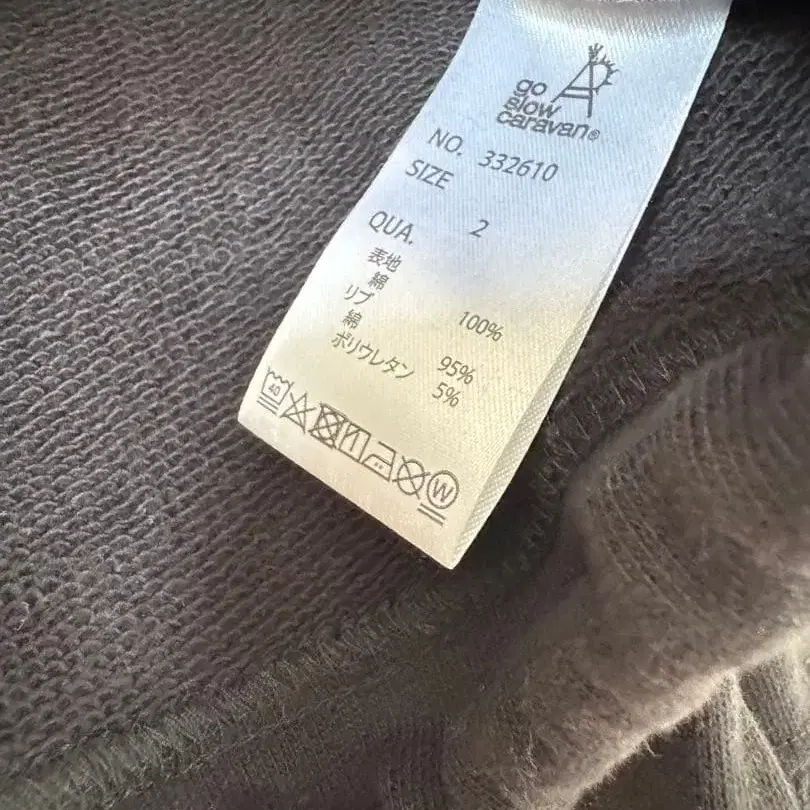 go
slow
caravan®
NO. 332610
SIZE 2
QUA.
表地
綿 100%
リブ
綿 95%
ポリウレタン 5%
40
W